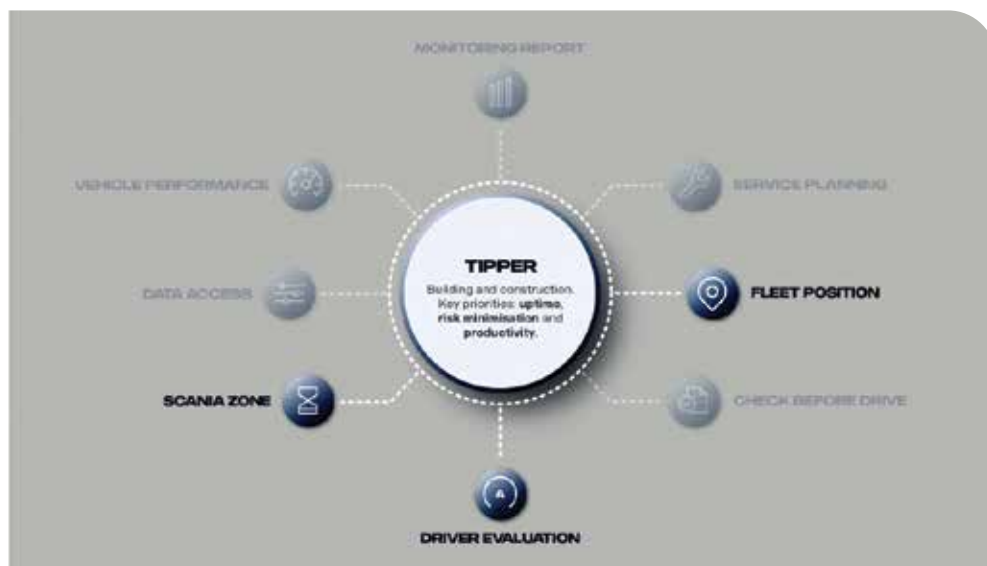 MONITORING REPORT
VEHICLE PERFORMANCE
SERVICE PLANNING
TIPPER
Building and construction.
Key priorities: uptime,
risk minimisation and
productivity.
DATA ACCESS
FLEET POSITION
SCANIA ZONE
CHECK BEFORE DRIVE
DRIVER EVALUATION